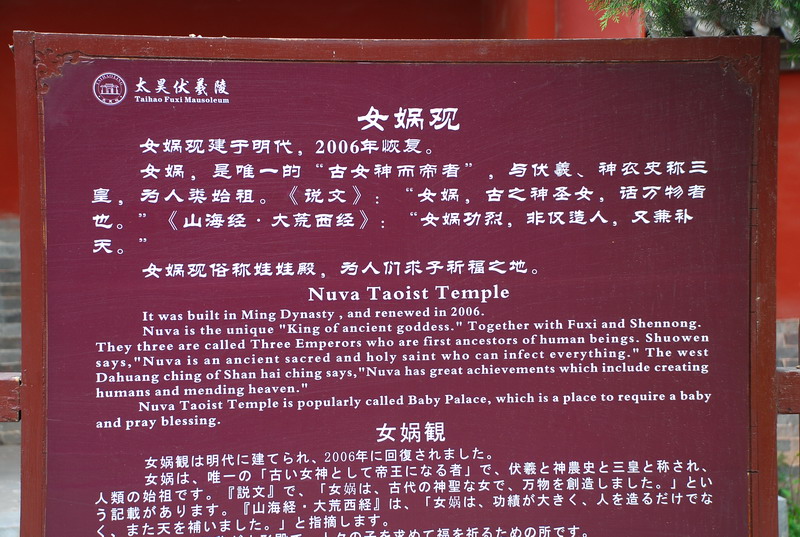 太昊伏羲陵
Taihao Fuxi Mausoleum
女娲观
女娲观建于明代，2006年恢复。
女娲，是唯一的“古女神而帝者”，与伏羲、神农史称三
皇，为人类始祖。《说文》：“女娲，古之神圣女，话万物者
也。”《山海经·大荒西经》：“女娲功烈，非仅造人，又兼补
天。”
女娲观俗称娃娃殿，为人们求子祈福之地。
Nuva Taoist Temple
It was built in Ming Dynasty , and renewed in 2006.
Nuva is the unique "King of ancient goddess." Together with Fuxi and Shennong.
They three are called Three Emperors who are first ancestors of human beings. Shuowen
says,"Nuva is an ancient sacred and holy saint who can infect everything." The west
Dahuang ching of Shan hai ching says,"Nuva has great achievements which include creating
humans and mending heaven."
Nuva Taoist Temple is popularly called Baby Palace, which is a place to require a baby
and pray blessing.
女娲観
女娲観は明代に建てられ、2006年に回復されました。
女娲は、唯一の「古い女神として帝王になる者」で、伏羲と神農史と三皇と称され、
人類の始祖です。『説文』で、「女娲は、古代の神聖な女で、万物を創造しました。」とい
う記載があります。『山海経・大荒西経』は、「女娲は、功績が大きく、人を造るだけでな
く、また天を補いました。」と指摘します。
の子を求めて福を祈るための所です。